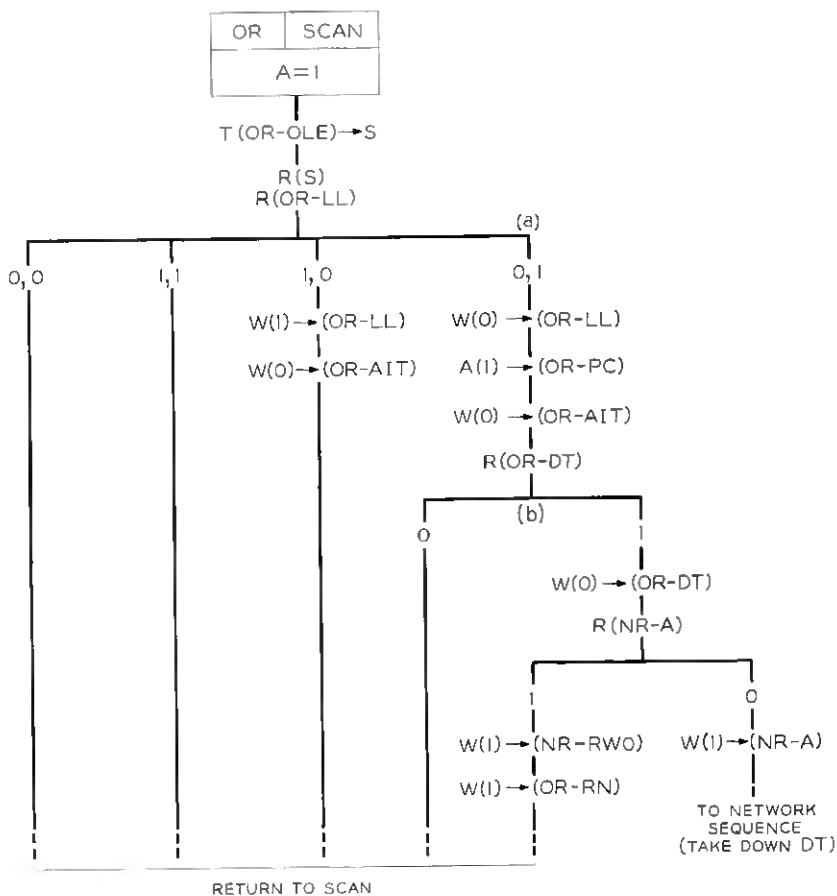 OR SCAN
A=1
T(OR-OLE)→S
R(S)
R(OR-LL)
(a)
0,0 1,1 1,0 0,1
W(1)→(OR-LL) W(0)→(OR-LL)
W(0)→(OR-AIT) A(1)→(OR-PC)
W(0)→(OR-AIT)
R(OR-DT)
(b)
0 1
W(0)→(OR-DT)
R(NR-A)
1 0
W(1)→(NR-RWO) W(1)→(NR-A)
W(1)→(OR-RN)
TO NETWORK
SEQUENCE
(TAKE DOWN DT)
RETURN TO SCAN